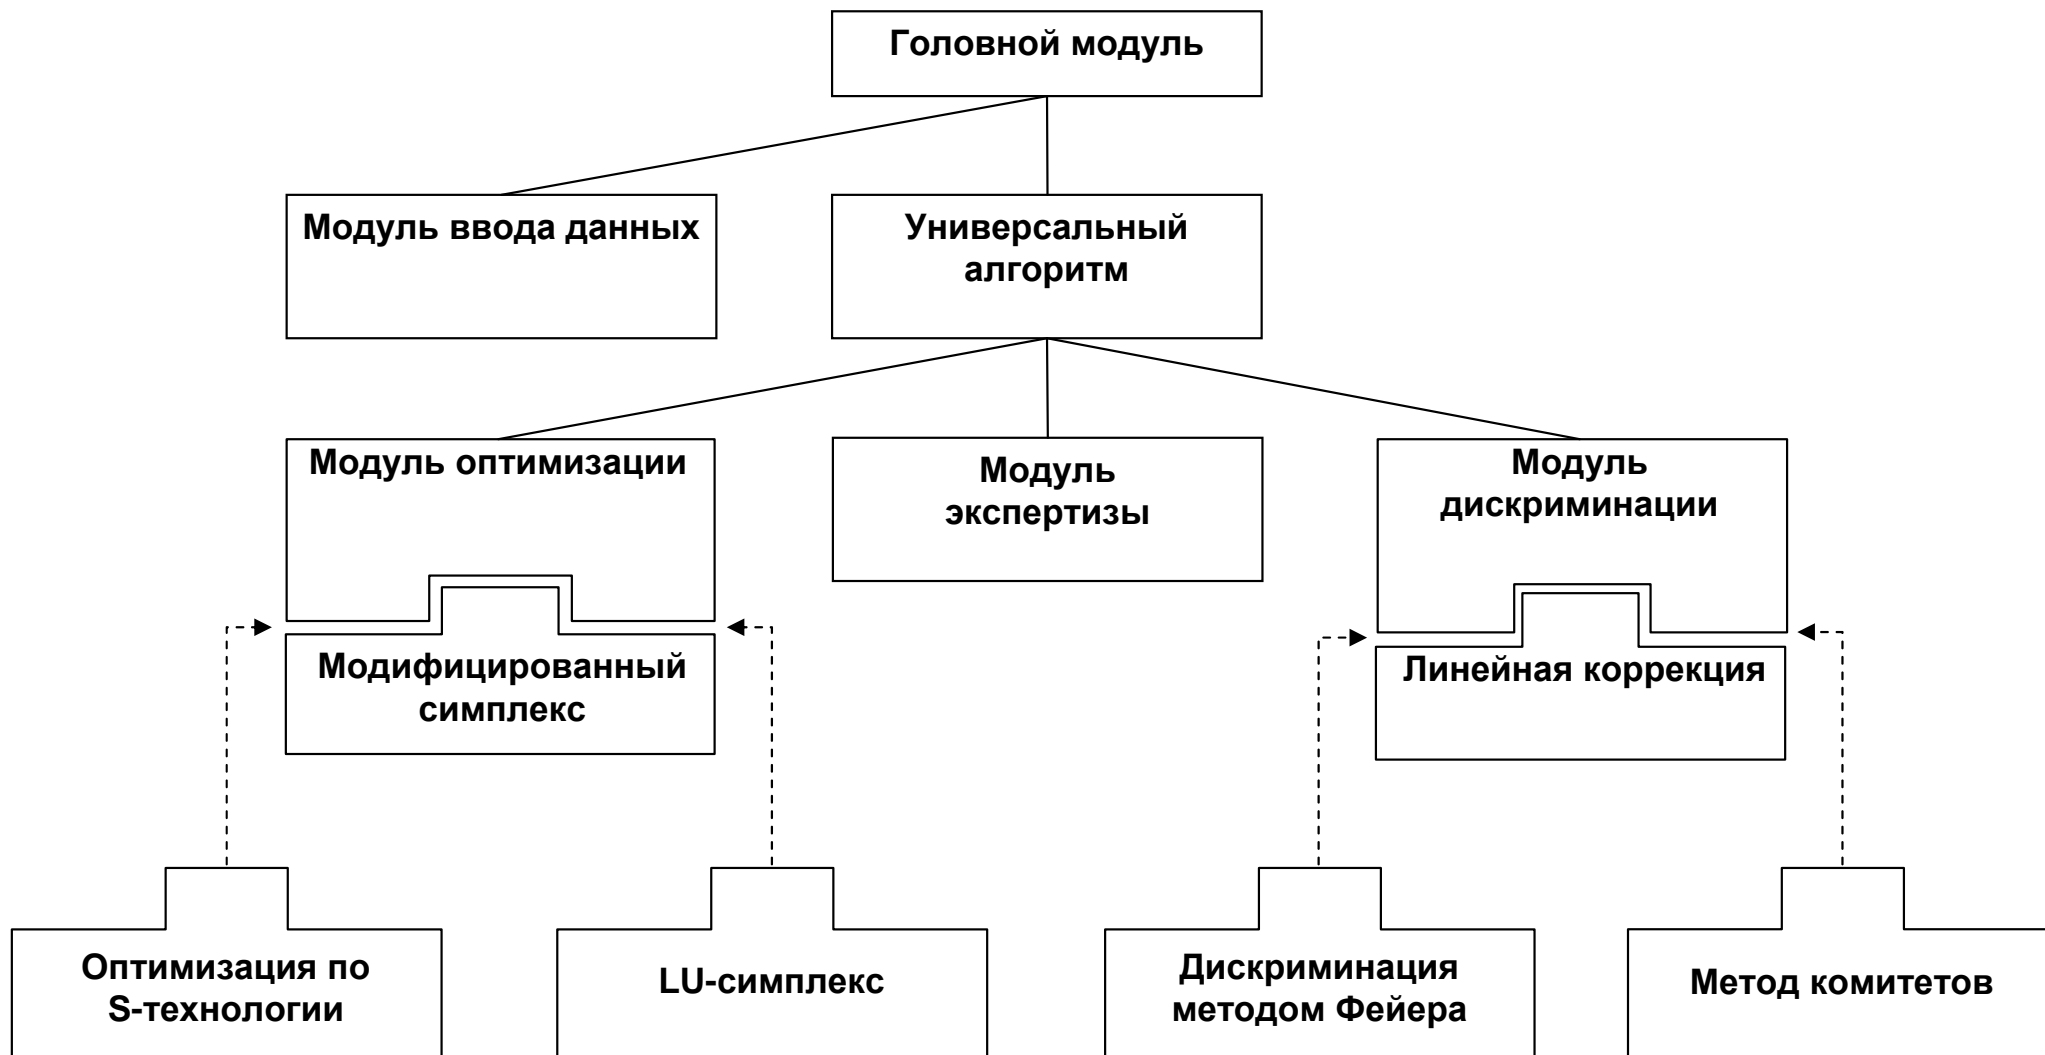 Головной модуль
Модуль ввода данных
Универсальный
алгоритм
Модуль оптимизации
Модуль
экспертизы
Модуль
дискриминации
Модифицированный
симплекс
Линейная коррекция
Оптимизация по
S-технологии
LU-симплекс
Дискриминация
методом Фейера
Метод комитетов